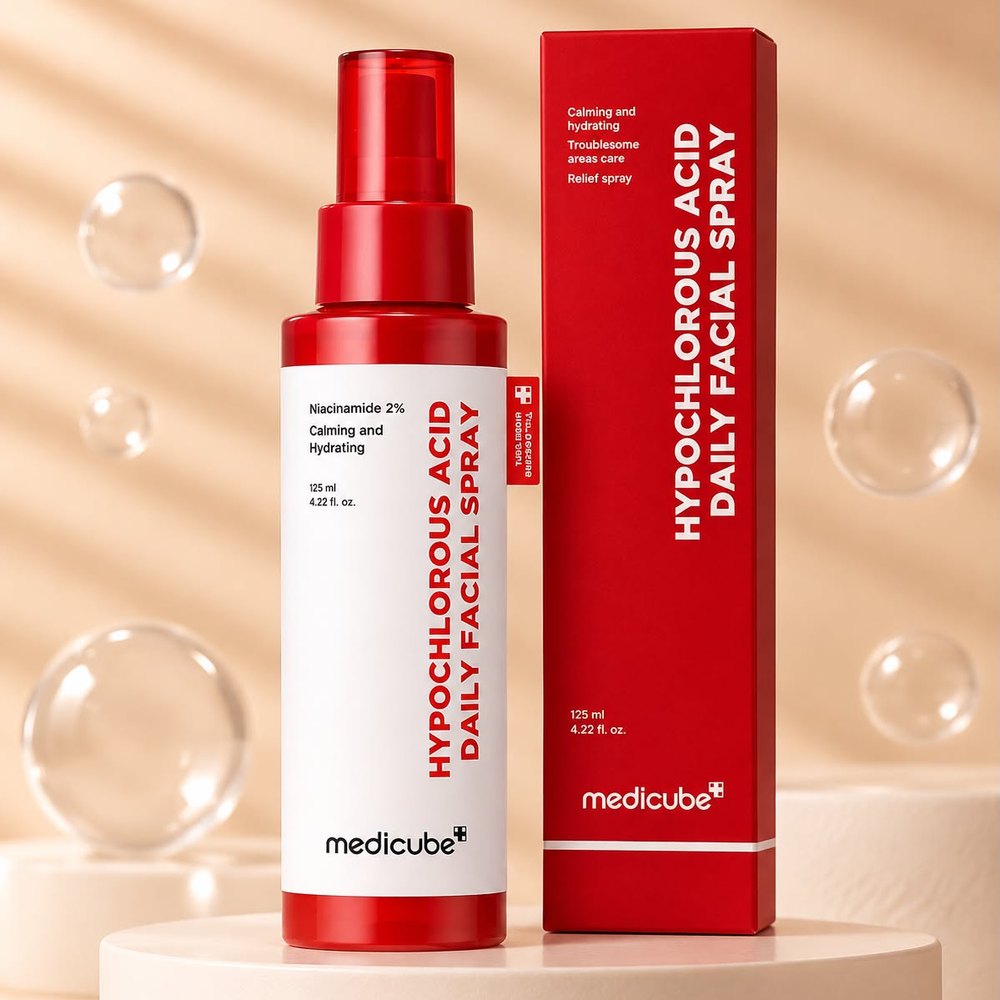 Niacinamide 2%
Calming and
Hydrating
125 ml
4.22 fl. oz.
HYPOCHLOROUS ACID
DAILY FACIAL SPRAY
medicube
Calming and
hydrating
Troublesome
areas care
Relief spray
HYPOCHLOROUS ACID
DAILY FACIAL SPRAY
125 ml
4.22 fl. oz.
medicube